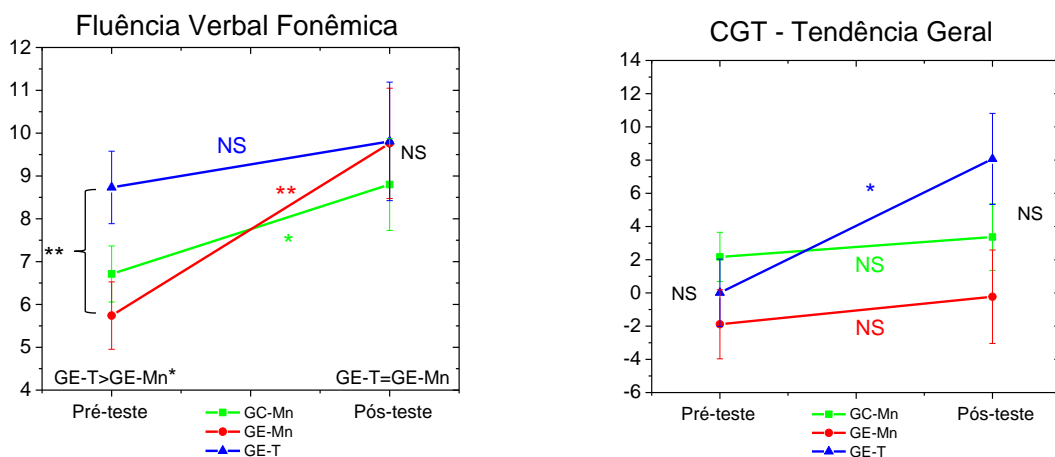 Fluência Verbal Fonêmica
12
11
10
9
8
7
6
5
4
NS
NS
**
*
**
GE-T>GE-Mn*
GE-T=GE-Mn
Pré-teste
Pós-teste
GC-Mn
GE-Mn
GE-T
CGT - Tendência Geral
14
12
10
8
6
4
2
0
-2
-4
-6
*
NS
NS
NS
NS
Pré-teste
Pós-teste
GC-Mn
GE-Mn
GE-T